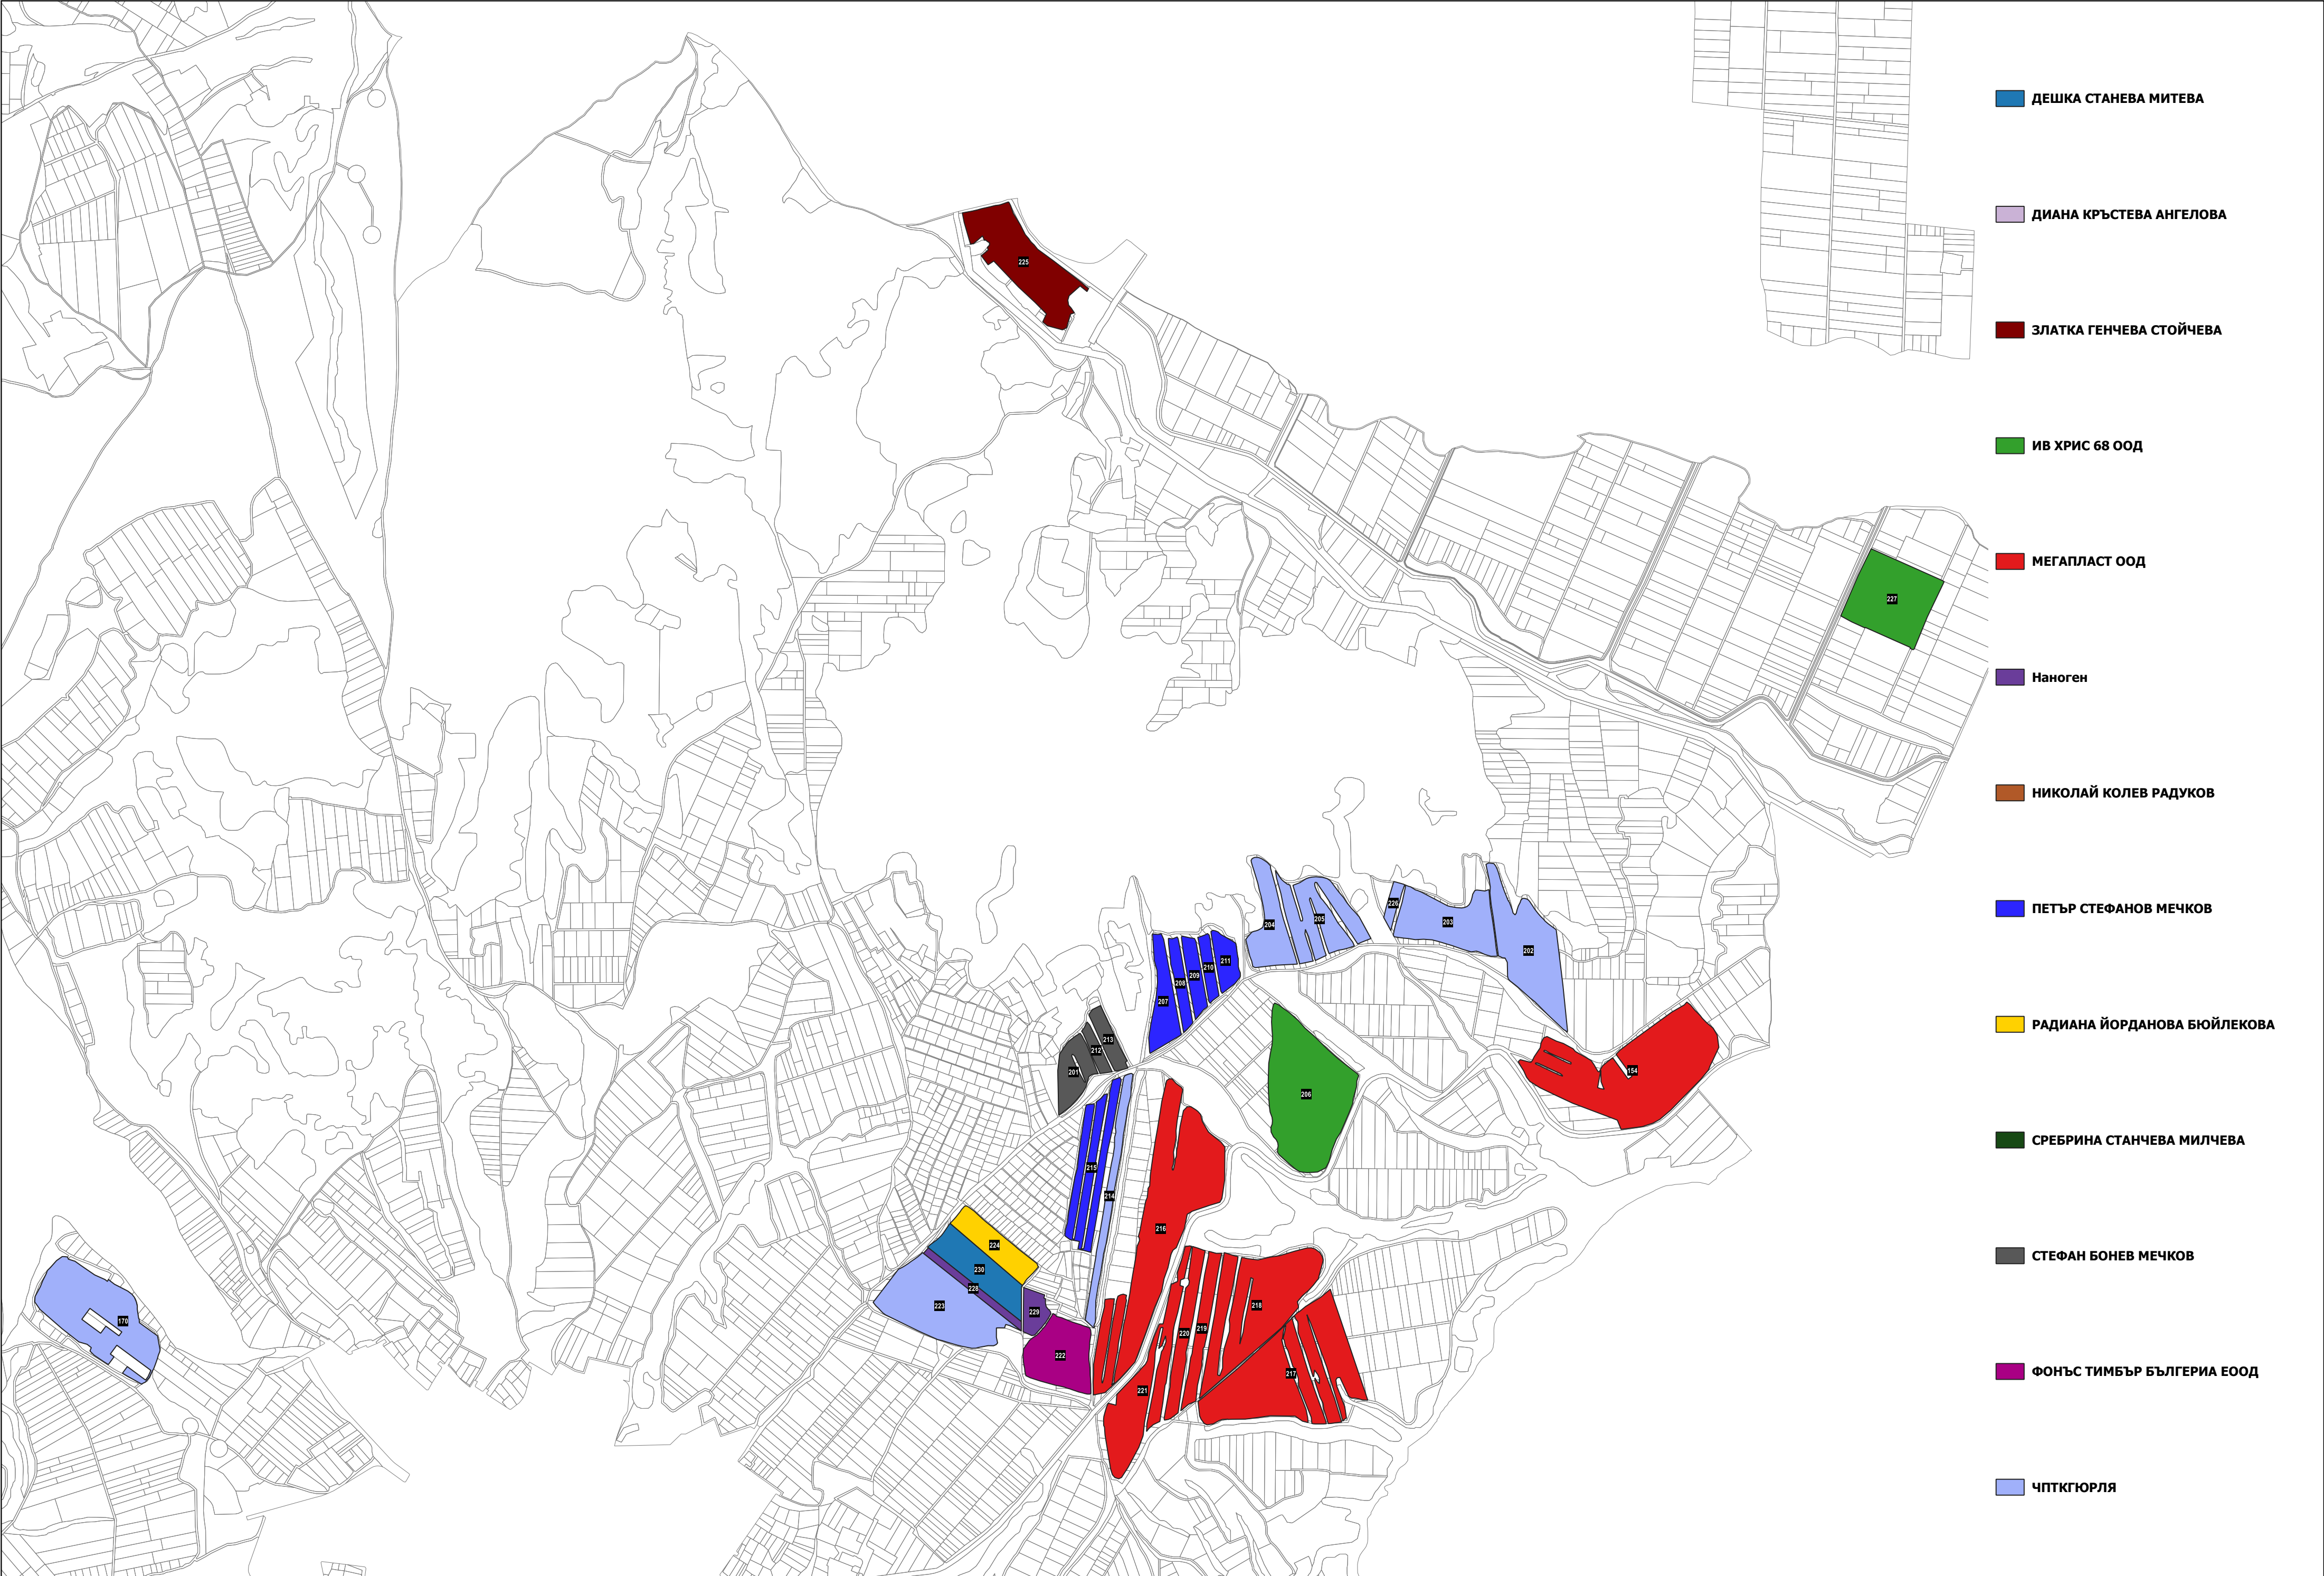 ДЕШКА СТАНЕВА МИТЕВА
ДИАНА КРЪСТЕВА АНГЕЛОВА
ЗЛАТКА ГЕНЧЕВА СТОЙЧЕВА
ИВ ХРИС 68 ООД
МЕГАПЛАСТ ООД
Наноген
НИКОЛАЙ КОЛЕВ РАДУКОВ
ПЕТЪР СТЕФАНОВ МЕЧКОВ
РАДИАНА ЙОРДАНОВА БЮЙЛЕКОВА
СРЕБРИНА СТАНЧЕВА МИЛЧЕВА
СТЕФАН БОНЕВ МЕЧКОВ
ФОНЪС ТИМБЪР БЪЛГЕРИА ЕООД
ЧПТКГЮРЛЯ
225
227
226
203
205
204
202
211
210
209
208
207
213
212
201
154
206
215
214
216
224
230
228
223
229
218
170
219
220
222
217
221